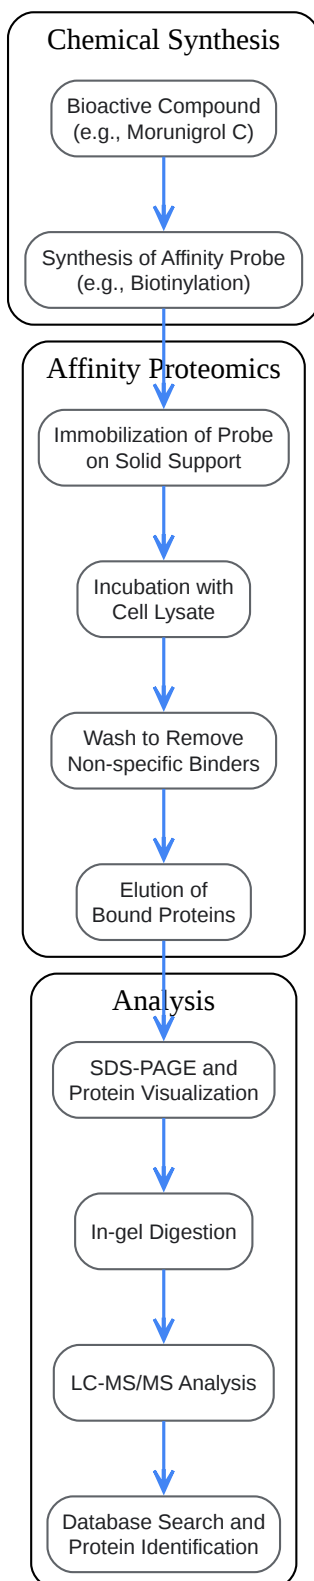 Chemical Synthesis
Bioactive Compound
(e.g., Morunigrol C)
Synthesis of Affinity Probe
(e.g., Biotinylation)
Affinity Proteomics
Immobilization of Probe
on Solid Support
Incubation with
Cell Lysate
Wash to Remove
Non-specific Binders
Elution of
Bound Proteins
Analysis
SDS-PAGE and
Protein Visualization
In-gel Digestion
LC-MS/MS Analysis
Database Search and
Protein Identification